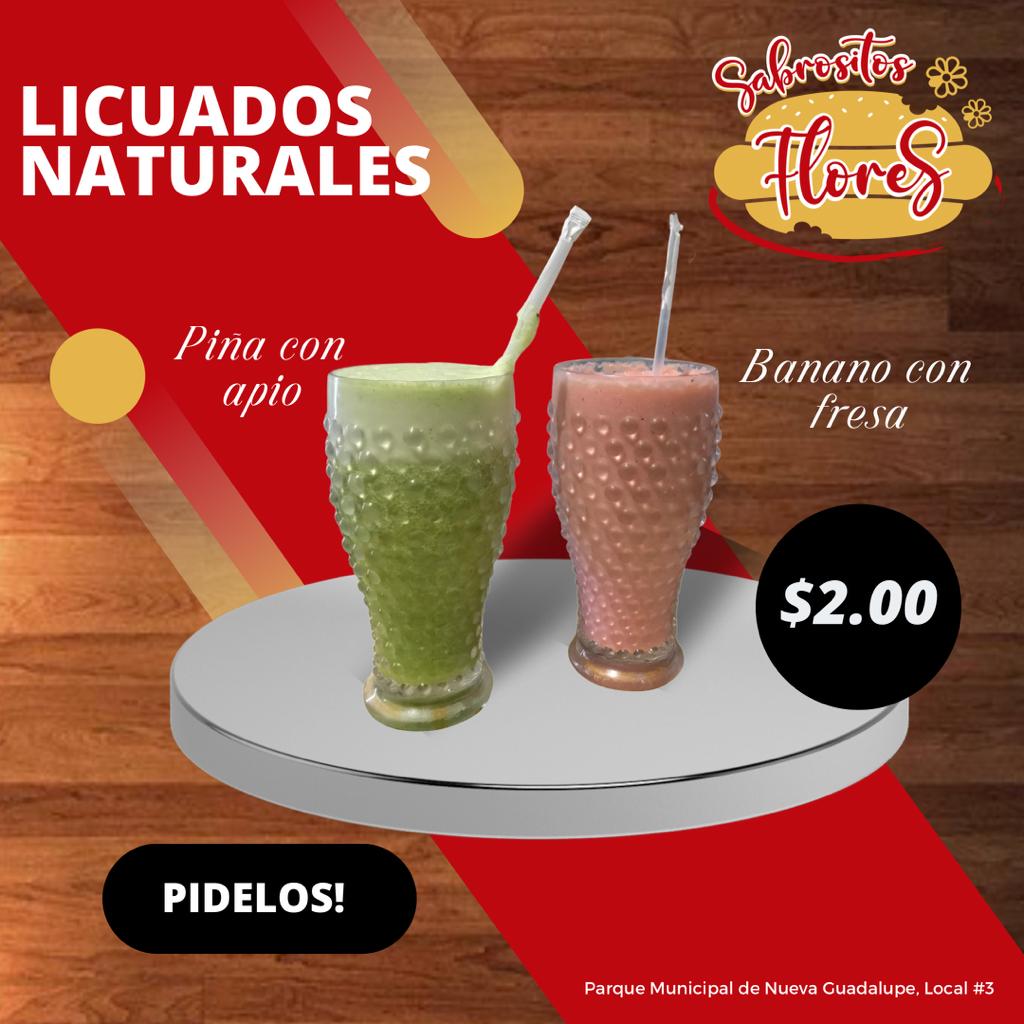 LICUADOS
NATURALES
Sabrositos
FloreS
Piña con
apio
Banano con
fresa
$2.00
PIDELOS!
Parque Municipal de Nueva Guadalupe, Local #3